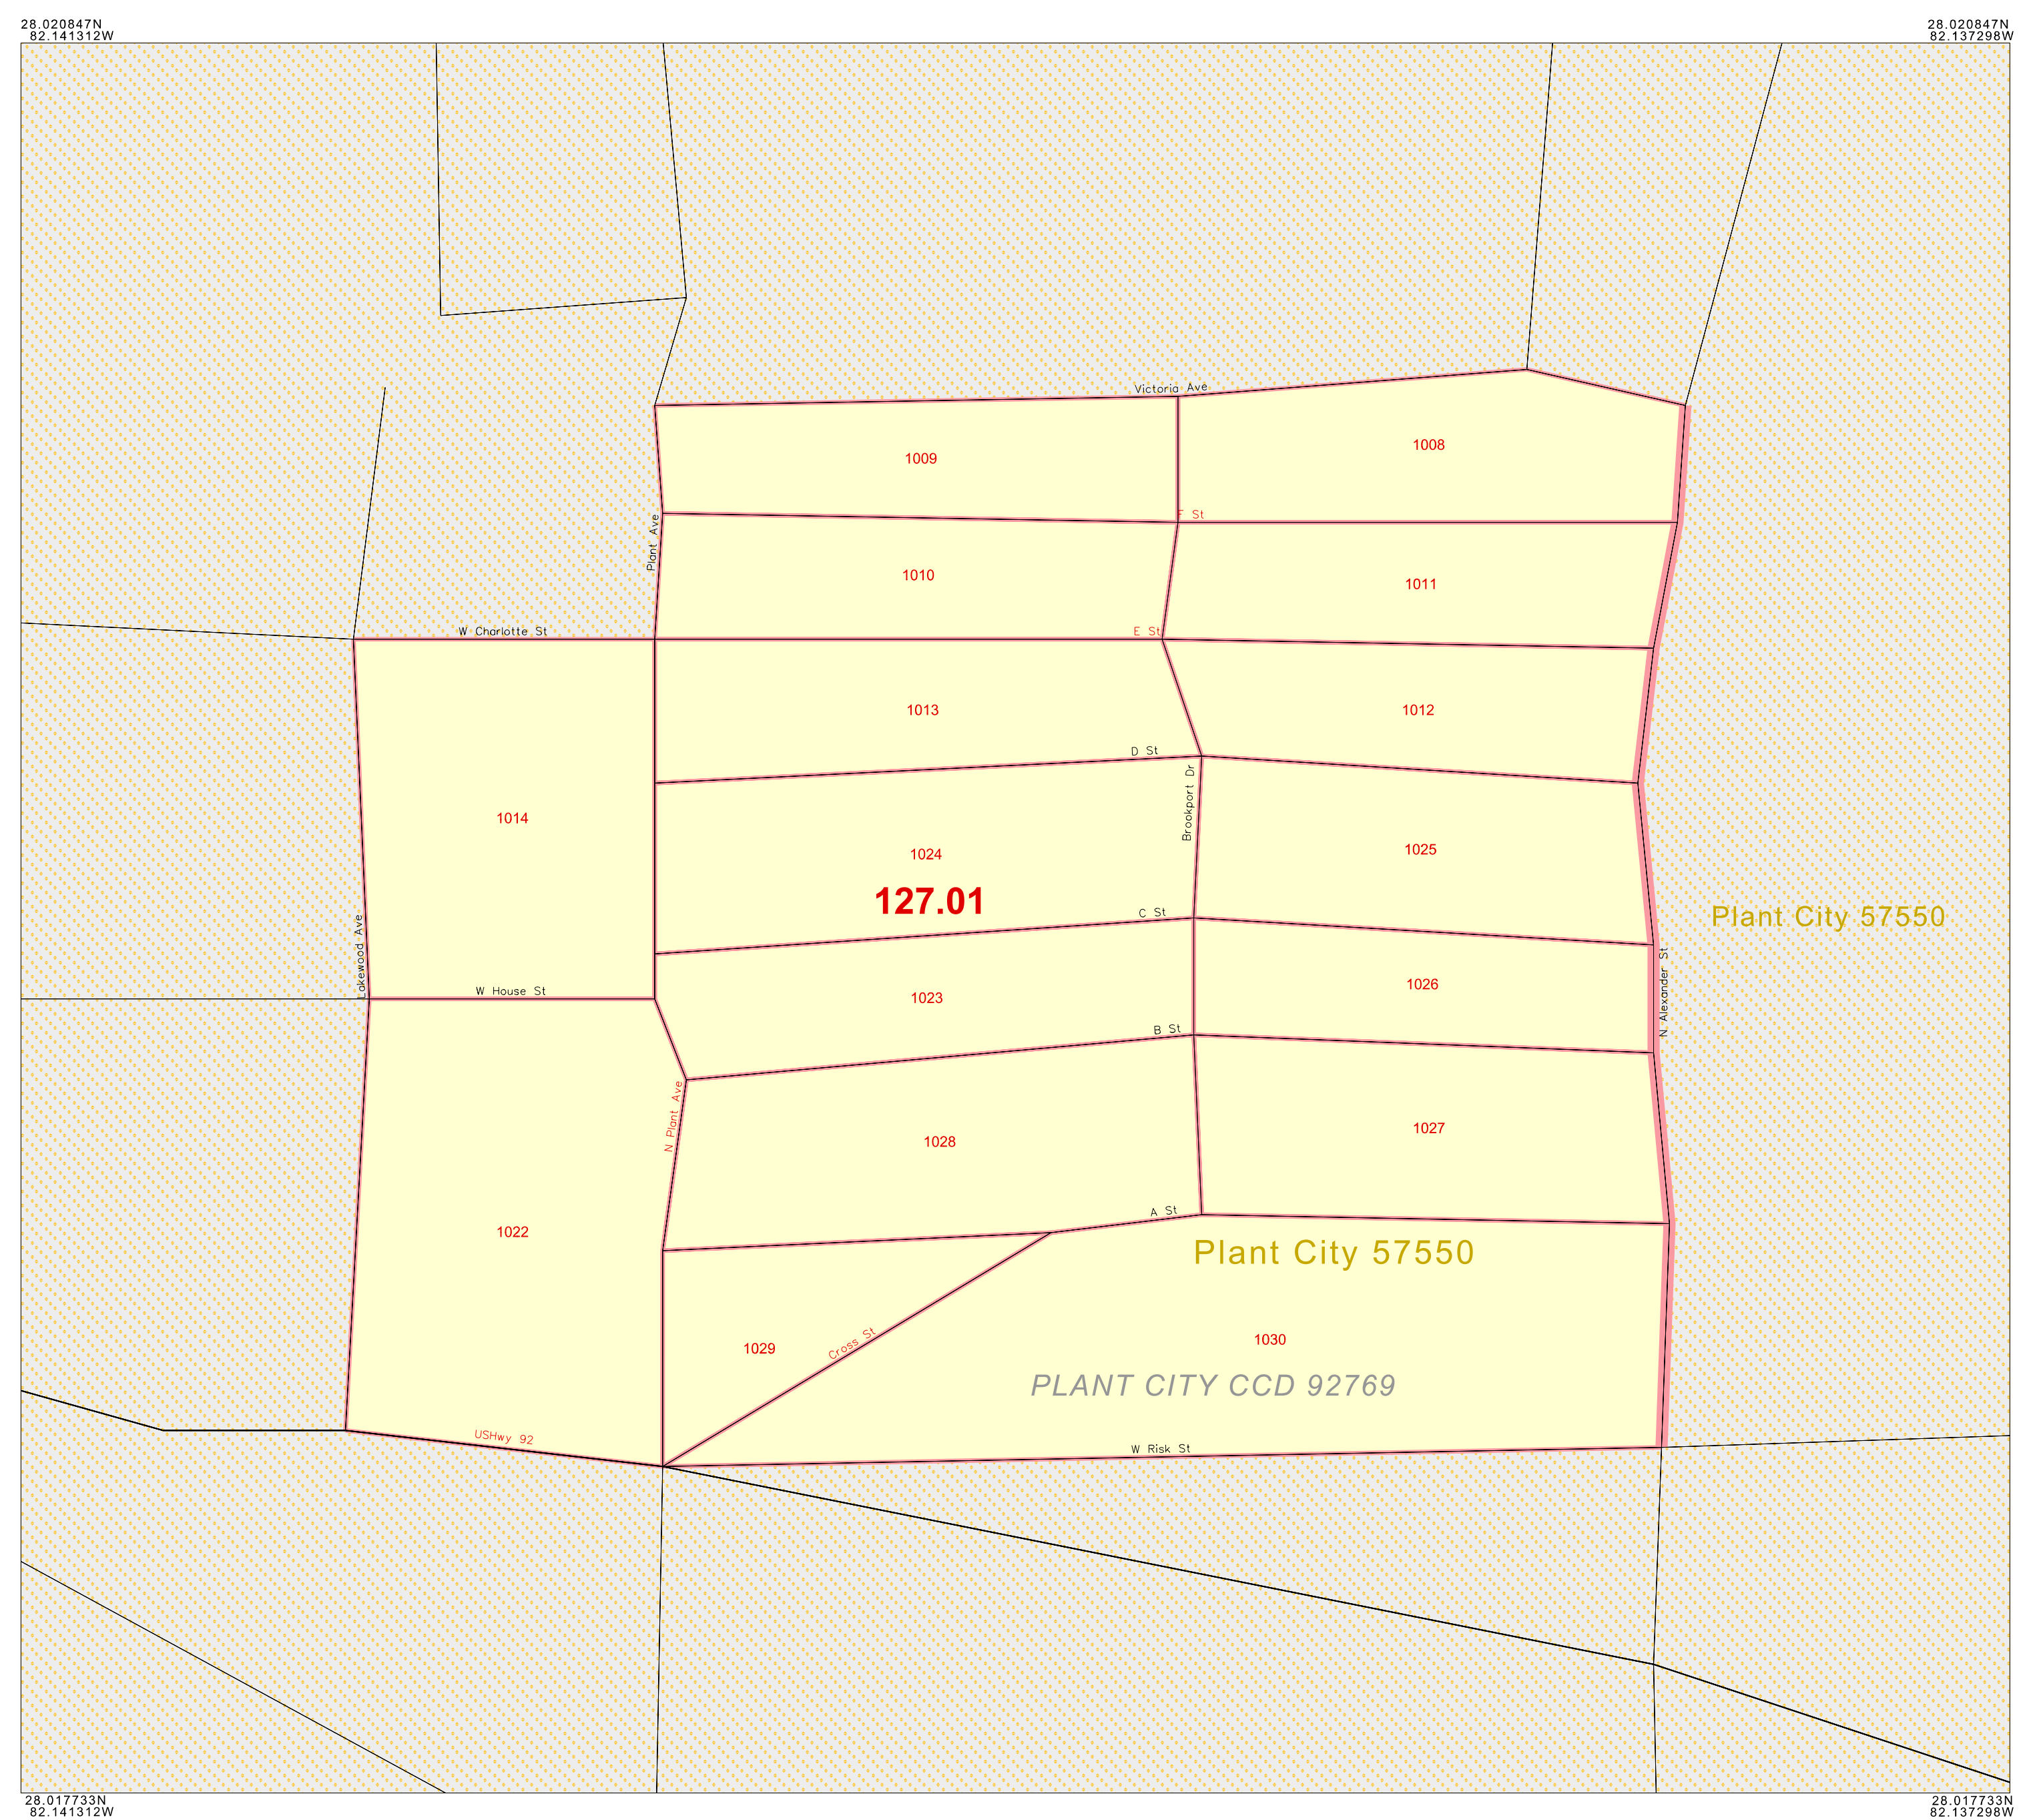 28.020847N
82.141312W
28.020847N
82.137298W
Victoria Ave
1009
1008
F St
Plant Ave
1010
1011
W Charlotte St
E St
1013
1012
D St
Brookport Dr
1014
1024
1025
127.01
C St
Plant City 57550
Lakewood Ave
N Alexander St
W House St
1023
1026
B St
N Plant Ave
1028
1027
1022
A St
Plant City 57550
1029
Cross St
1030
PLANT CITY CCD 92769
USHwy 92
W Risk St
28.017733N
82.141312W
28.017733N
82.137298W